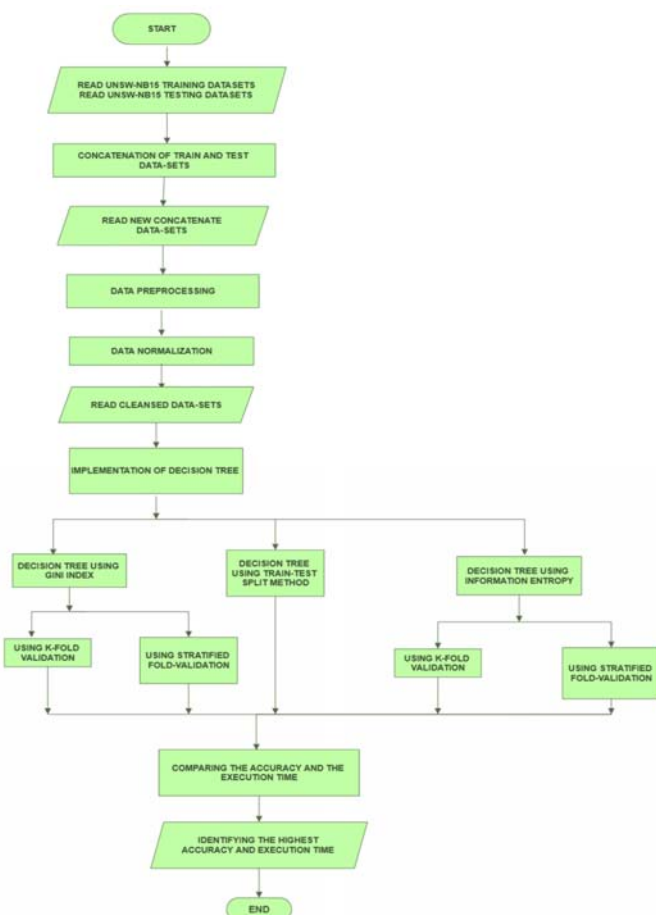 START
READ UNSW-NB15 TRAINING DATASETS
READ UNSW-NB15 TESTING DATASETS
CONCATENATION OF TRAIN AND TEST
DATA-SETS
READ NEW CONCATENATE
DATA-SETS
DATA PREPROCESSING
DATA NORMALIZATION
READ CLEANSED DATA-SETS
IMPLEMENTATION OF DECISION TREE
DECISION TREE USING
GINI INDEX
DECISION TREE
USING TRAIN-TEST
SPLIT METHOD
DECISION TREE USING
INFORMATION ENTROPY
USING K-FOLD
VALIDATION
USING STRATIFIED
FOLD-VALIDATION
USING K-FOLD
VALIDATION
USING STRATIFIED
FOLD-VALIDATION
COMPARING THE ACCURACY AND THE
EXECUTION TIME
IDENTIFYING THE HIGHEST
ACCURACY AND EXECUTION TIME
END